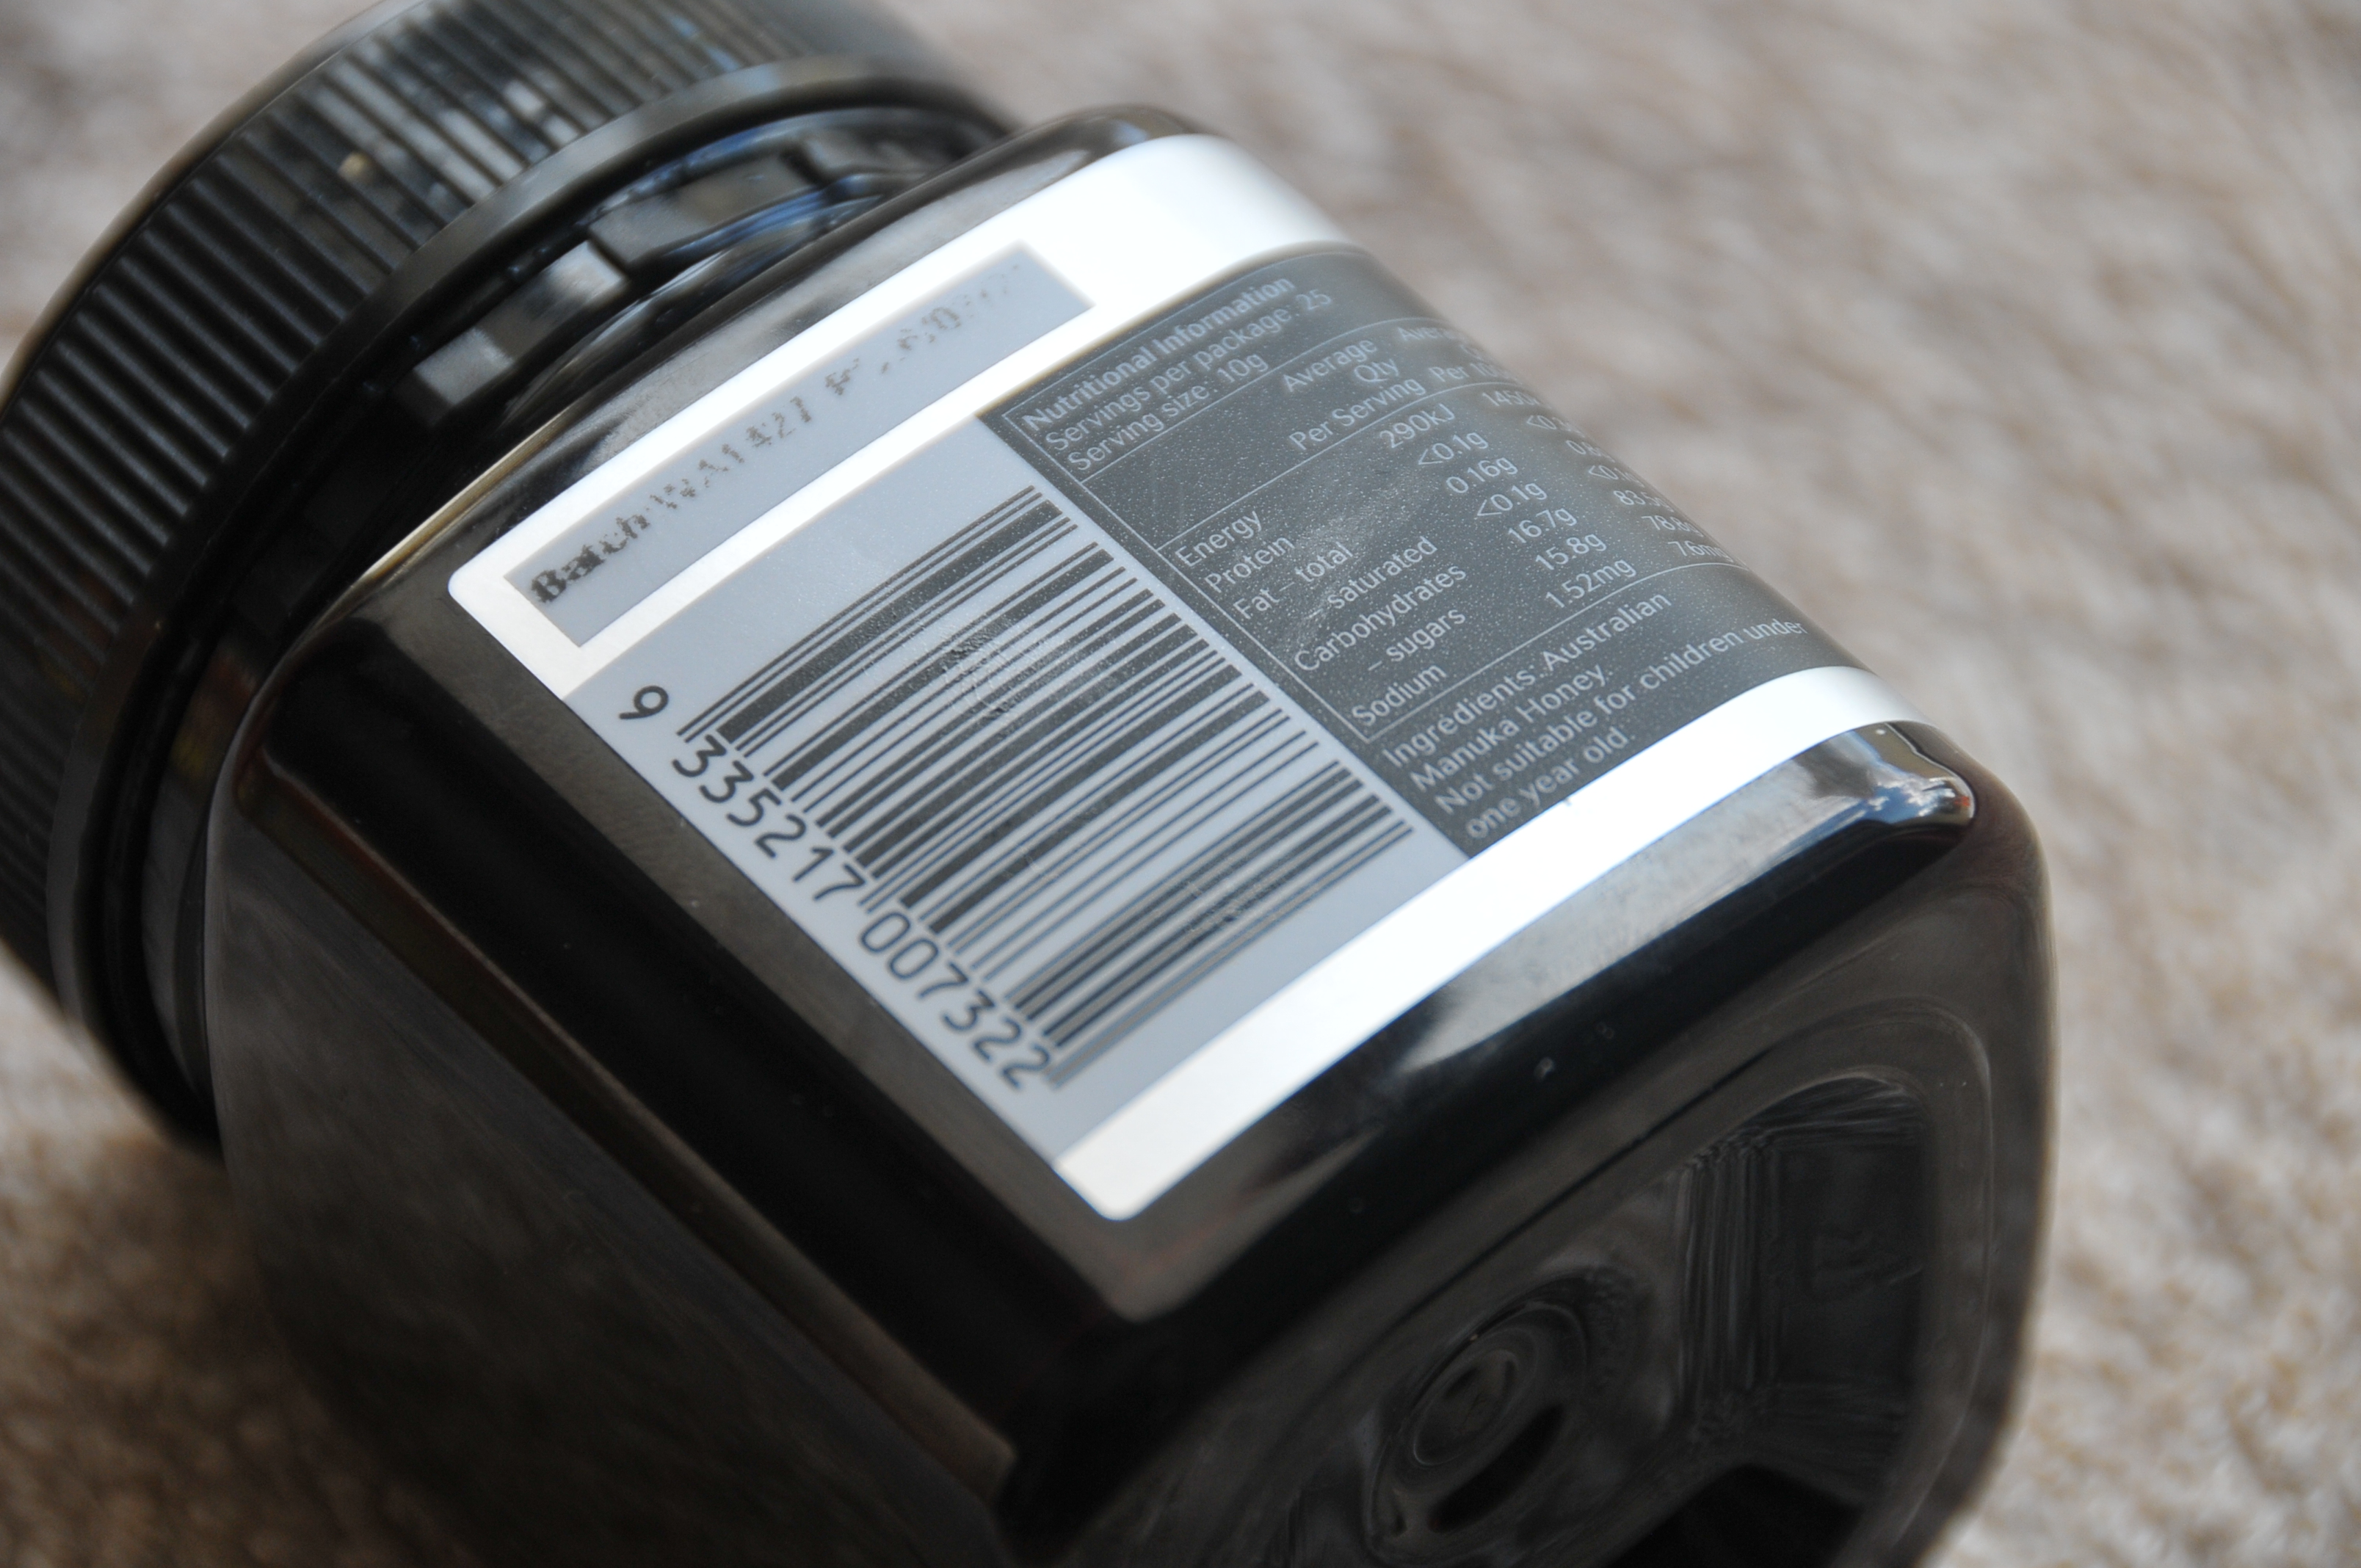 Batch
9 335217 007322
Nutritional Information
Servings per package: 25
Serving size: 10g
Average
Qty
Per Serving Per
Energy 290kJ
Protein <0.1g
Fat – total 0.16g
– saturated <0.1g
Carbohydrates 16.7g
– sugars 15.8g
Sodium 1.52mg
Ingredients: Australian
Manuka Honey.
Not suitable for children under
one year old